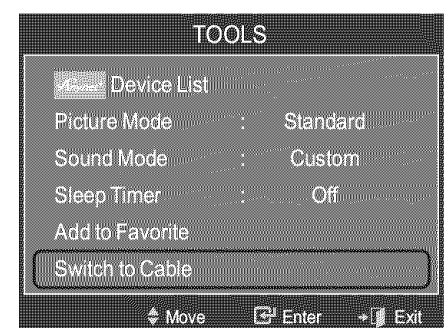 TOOLS
Anynet+ Device List
Picture Mode : Standard
Sound Mode : Custom
Sleep Timer : Off
Add to Favorite
Switch to Cable
Move Enter Exit